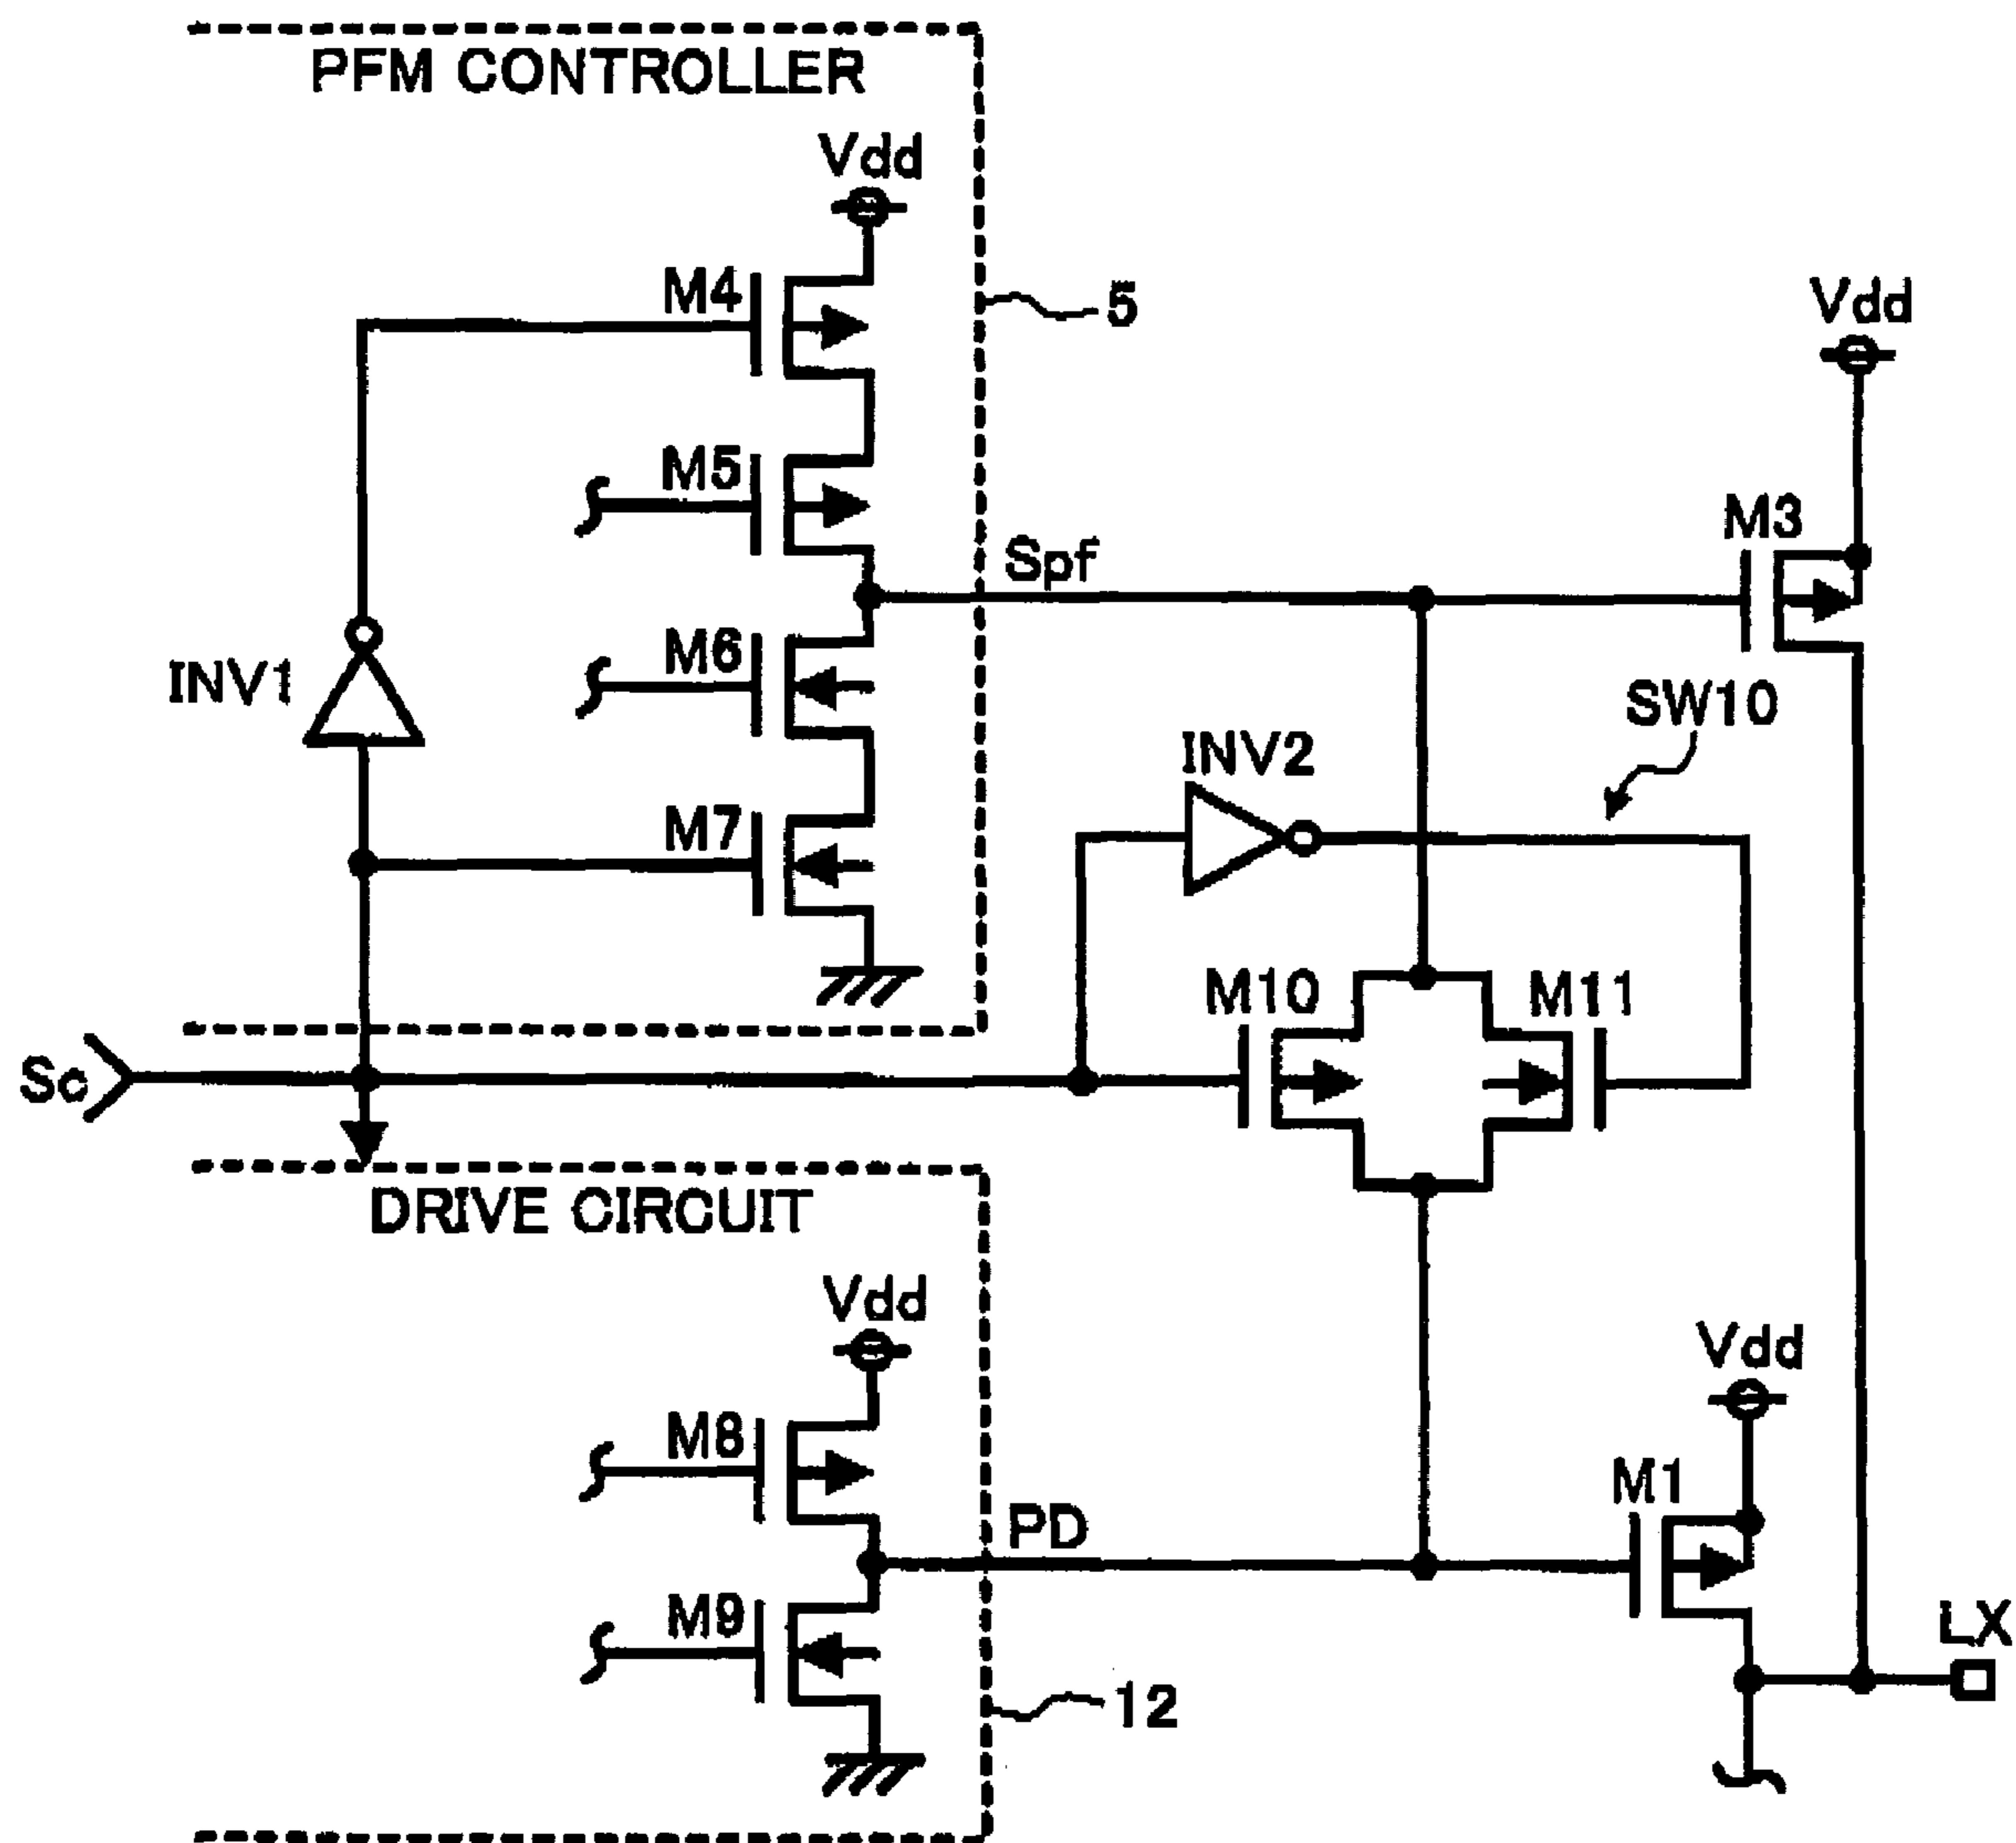 PFM CONTROLLER
Vdd
M4
5
Vdd
M5
M3
Spf
M6
INV1
SW10
INV2
M7
M10
M11
Sc
DRIVE CIRCUIT
Vdd
Vdd
M8
M1
PD
M9
LX
12